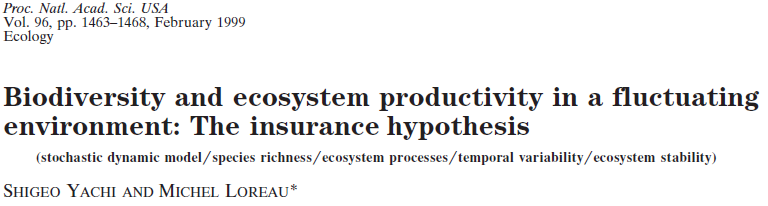 Proc. Natl. Acad. Sci. USA
Vol. 96, pp. 1463–1468, February 1999
Ecology
Biodiversity and ecosystem productivity in a fluctuating
environment: The insurance hypothesis
(stochastic dynamic model/species richness/ecosystem processes/temporal variability/ecosystem stability)
SHIGEO YACHI AND MICHEL LOREAU*